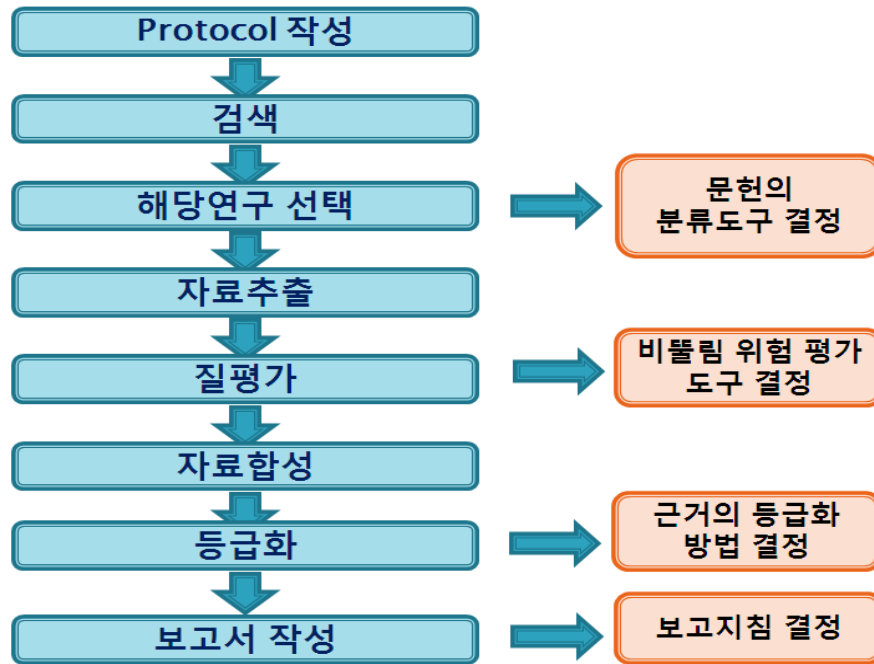 Protocol 작성
검색
해당연구 선택
문헌의
분류도구 결정
자료추출
질평가
비뚤림 위험 평가
도구 결정
자료합성
등급화
근거의 등급화
방법 결정
보고서 작성
보고지침 결정